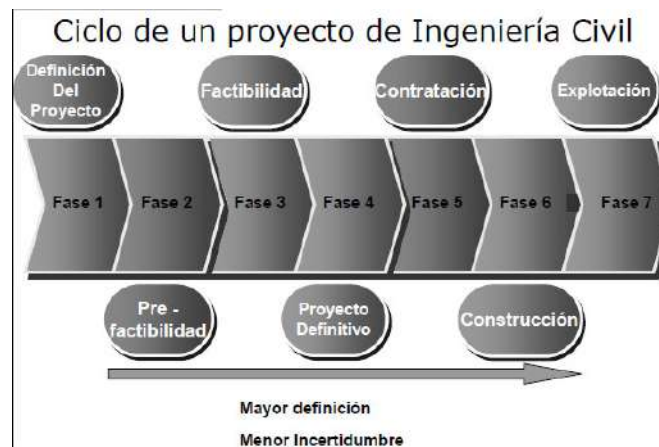 Ciclo de un proyecto de Ingeniería Civil
Definición
Del
Proyecto
Factibilidad
Contratación
Explotación
Fase 1
Fase 2
Fase 3
Fase 4
Fase 5
Fase 6
Fase 7
Pre -
factibilidad
Proyecto
Definitivo
Construcción
Mayor definición
Menor Incertidumbre